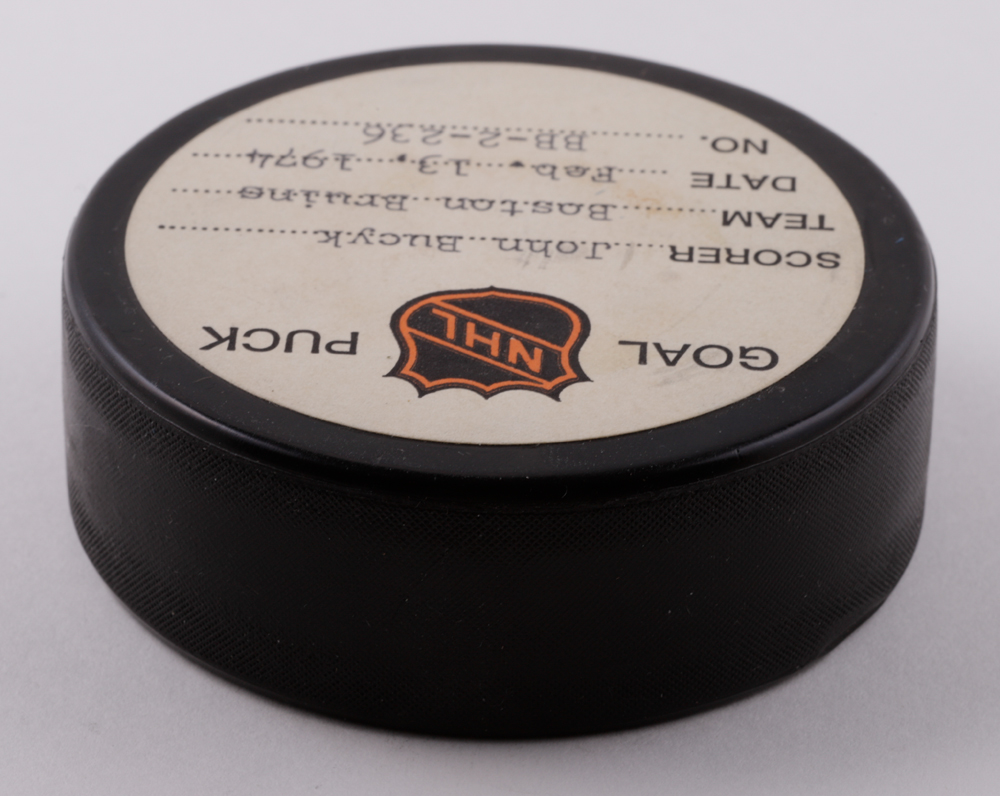 GOAL NHL PUCK
SCORER.....John Bucyk..................
TEAM........Boston Bruins..........
DATE......Feb. 13, 1974........
NO. .........BB-2-236...............